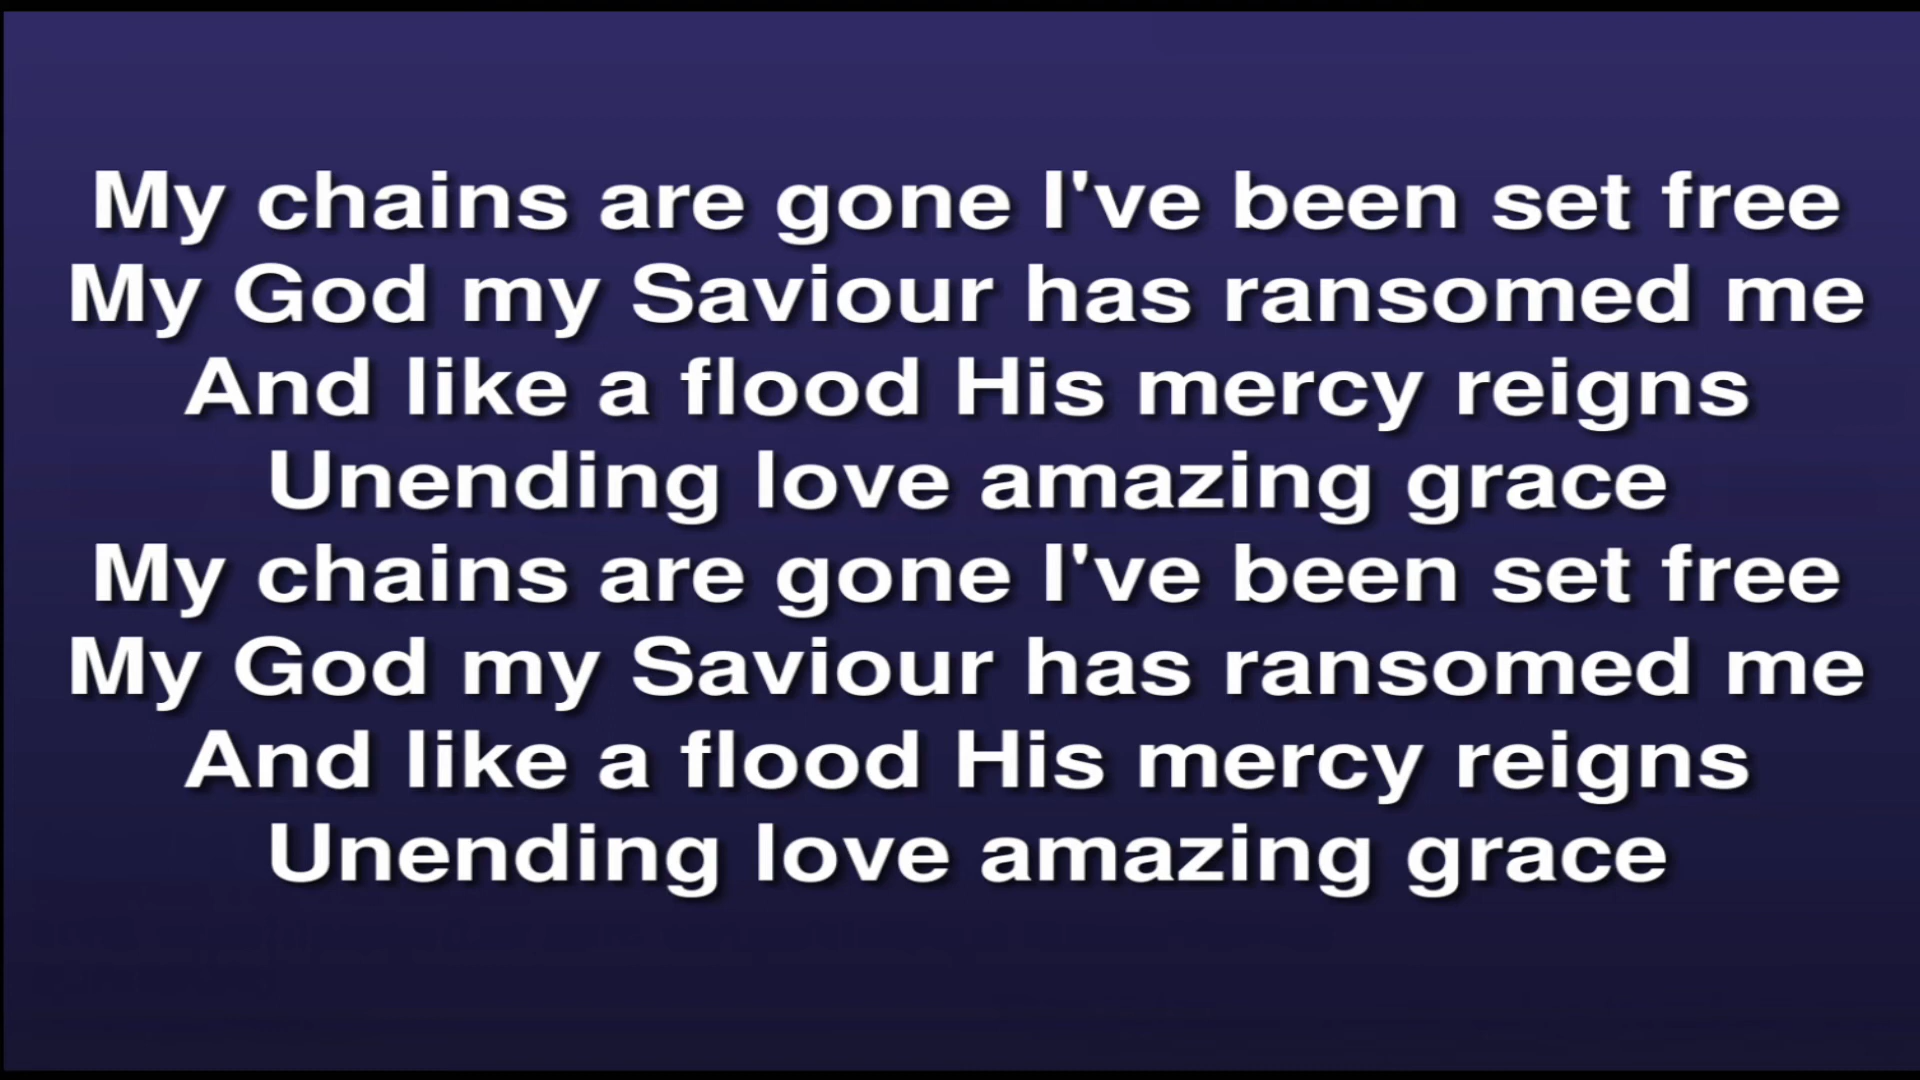 My chains are gone I've been set free
My God my Saviour has ransomed me
And like a flood His mercy reigns
Unending love amazing grace
My chains are gone I've been set free
My God my Saviour has ransomed me
And like a flood His mercy reigns
Unending love amazing grace